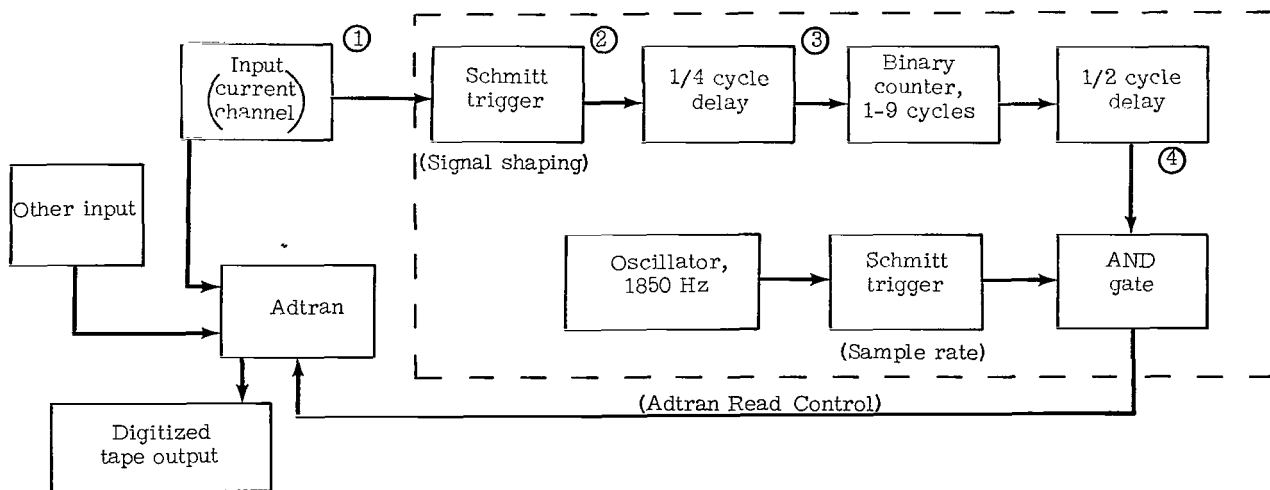 ①
Input
(current
channel)
②
Schmitt
trigger
(Signal shaping)
③
1/4 cycle
delay
Binary
counter,
1-9 cycles
1/2 cycle
delay
④
Other input
Adtran
Oscillator,
1850 Hz
Schmitt
trigger
(Sample rate)
AND
gate
(Adtran Read Control)
Digitized
tape output